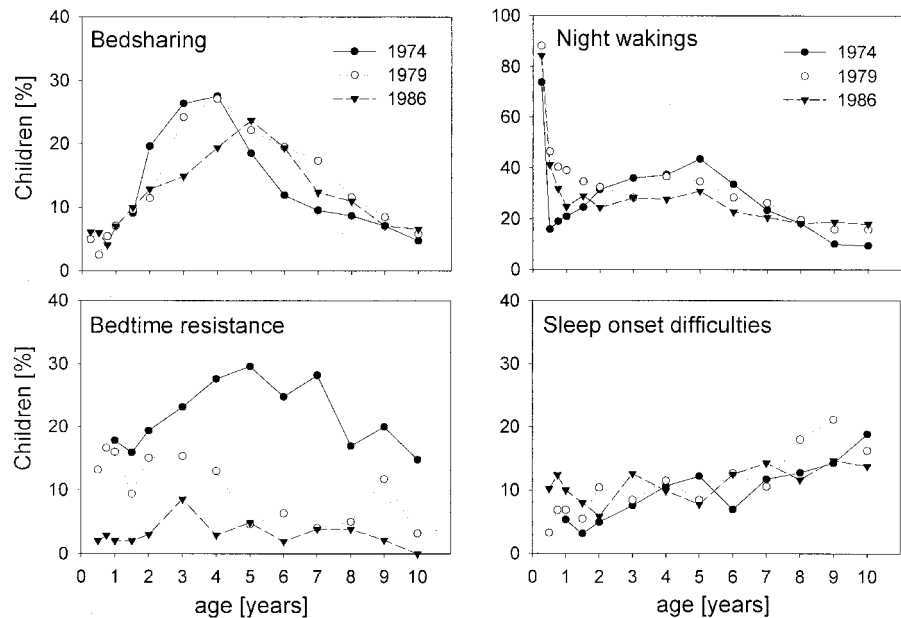 Bedsharing
1974
1979
1986
Children [%]
40
30
20
10
0
Night wakings
1974
1979
1986
100
80
60
40
20
0
Bedtime resistance
Children [%]
40
30
20
10
0
0 1 2 3 4 5 6 7 8 9 10
age [years]
Sleep onset difficulties
40
30
20
10
0
0 1 2 3 4 5 6 7 8 9 10
age [years]